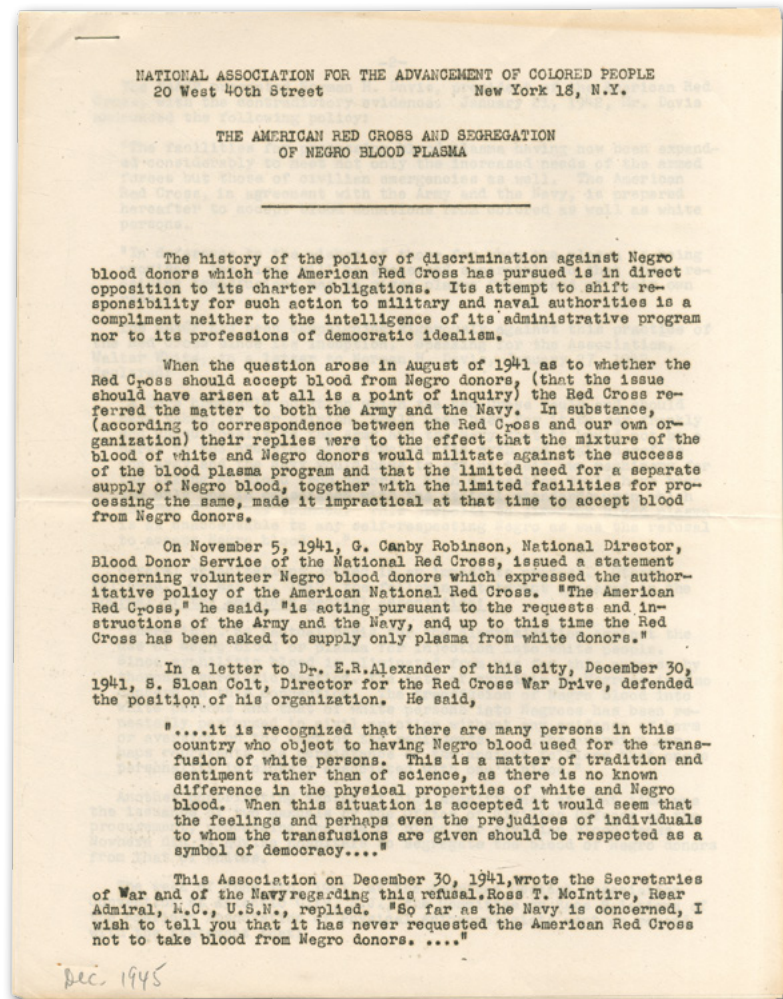 NATIONAL ASSOCIATION FOR THE ADVANCEMENT OF COLORED PEOPLE
20 West 40th Street New York 18, N.Y.
THE AMERICAN RED CROSS AND SEGREGATION
OF NEGRO BLOOD PLASMA
The history of the policy of discrimination against Negro
blood donors which the American Red Cross has pursued is in direct
opposition to its charter obligations. Its attempt to shift re-
sponsibility for such action to military and naval authorities is a
compliment neither to the intelligence of its administrative program
nor to its professions of democratic idealism.
When the question arose in August of 1941 as to whether the
Red Cross should accept blood from Negro donors, (that the issue
should have arisen at all is a point of inquiry) the Red Cross re-
ferred the matter to both the Army and the Navy. In substance,
(according to correspondence between the Red Cross and our own or-
ganization) their replies were to the effect that the mixture of the
blood of white and Negro donors would militate against the success
of the blood plasma program and that the limited need for a separate
supply of Negro blood, together with the limited facilities for pro-
cessing the same, made it impractical at that time to accept blood
from Negro donors.
On November 5, 1941, G. Canby Robinson, National Director,
Blood Donor Service of the National Red Cross, issued a statement
concerning volunteer Negro blood donors which expressed the author-
itative policy of the American National Red Cross. "The American
Red Cross," he said, "is acting pursuant to the requests and in-
structions of the Army and the Navy, and up to this time the Red
Cross has been asked to supply only plasma from white donors."
In a letter to Dr. E.R.Alexander of this city, December 30,
1941, S. Sloan Colt, Director for the Red Cross War Drive, defended
the position of his organization. He said,
"....it is recognized that there are many persons in this
country who object to having Negro blood used for the trans-
fusion of white persons. This is a matter of tradition and
sentiment rather than of science, as there is no known
difference in the physical properties of white and Negro
blood. When this situation is accepted it would seem that
the feelings and perhaps even the prejudices of individuals
to whom the transfusions are given should be respected as a
symbol of democracy...."
This Association on December 30, 1941,wrote the Secretaries
of War and of the Navy regarding this refusal.Ross T. McIntire, Rear
Admiral, M.C., U.S.N., replied. "So far as the Navy is concerned, I
wish to tell you that it has never requested the American Red Cross
not to take blood from Negro donors. ...."
Dec. 1945